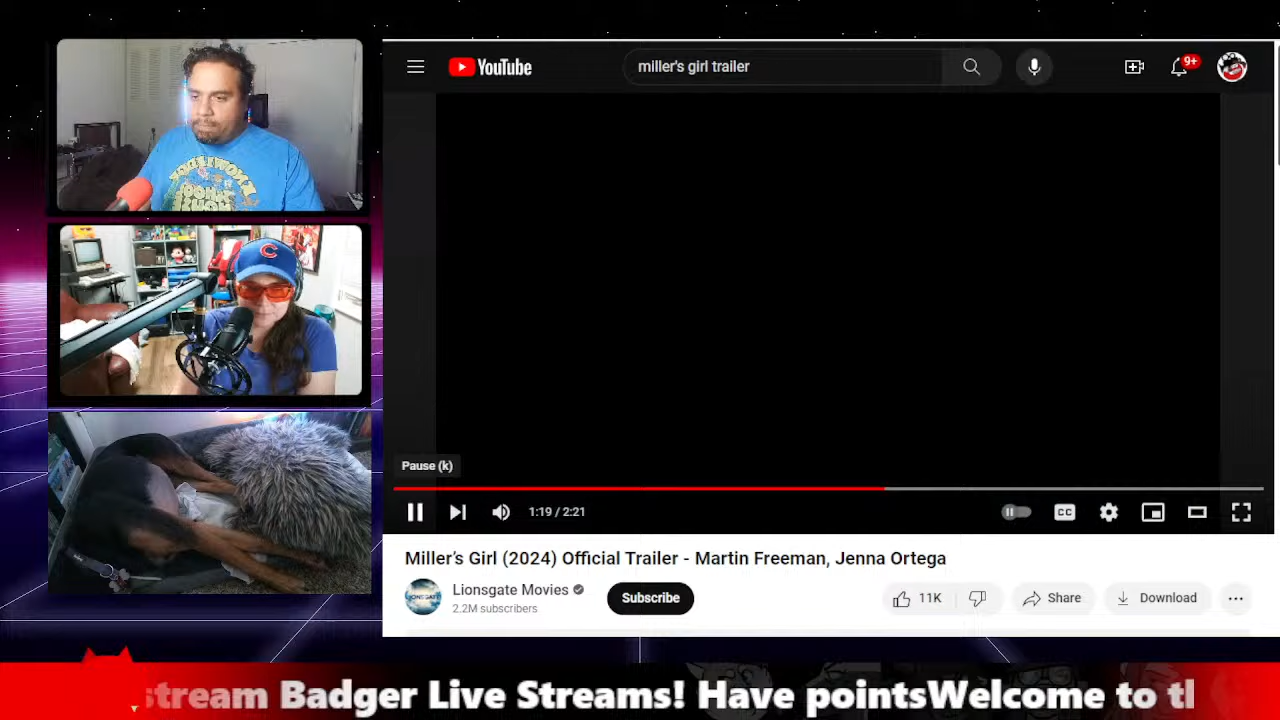 YouTube
miller's girl trailer
9+
C
Pause (k)
1:19 / 2:21
CC
Miller's Girl (2024) Official Trailer - Martin Freeman, Jenna Ortega
Lionsgate Movies
2.2M subscribers
Subscribe
11K
Share
Download
stream Badger Live Streams! Have pointsWelcome to